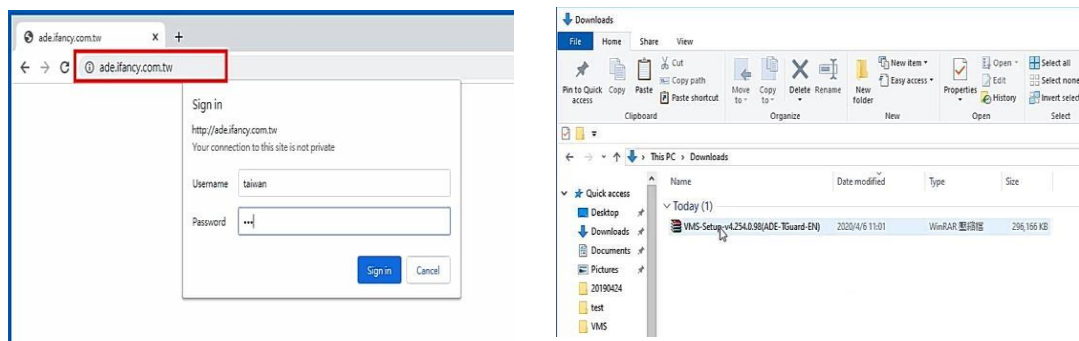 ade.ifancy.com.tw
ade.ifancy.com.tw
Sign in
http://ade.ifancy.com.tw
Your connection to this site is not private
Username taiwan
Password •••
Sign in Cancel
Downloads
File Home Share View
Pin to Quick access
Copy
Paste
Cut
Copy path
Paste shortcut
Move to
Copy to
Delete
Rename
New folder
New item
Easy access
Properties
Open
Edit
History
Select all
Select none
Invert selec
Clipboard Organize New Open Select
This PC > Downloads
Name Date modified Type Size
Quick access
Today (1)
Desktop
VMS-Setup-v4.254.0.98(ADE-TGuard-EN) 2020/4/6 11:01 WinRAR 壓縮檔 296,166 KB
Downloads
Documents
Pictures
20190424
test
VMS